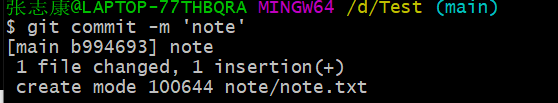 张志康@LAPTOP-77THBQRA MINGW64 /d/Test (main)
$ git commit -m 'note'
[main b994693] note
 1 file changed, 1 insertion(+)
 create mode 100644 note/note.txt